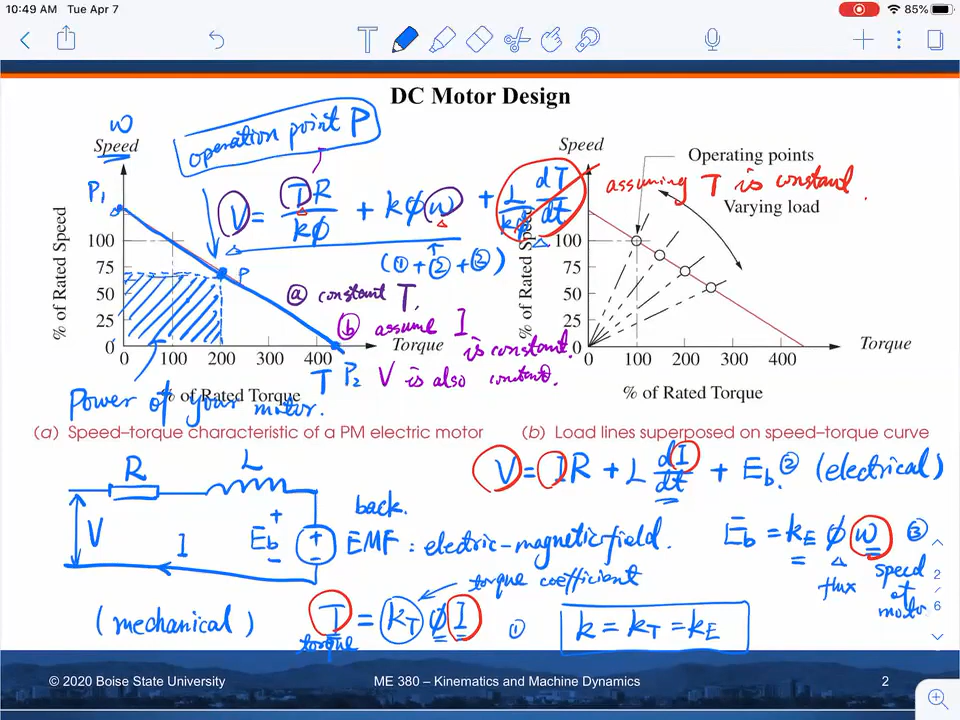 10:49 AM Tue Apr 7
85%
DC Motor Design
ω
Speed
operation point P
P1
V = TR/kϕ + kϕω + L/kϕ dT/dt
(①+②+③)
P
ⓐ constant T,
ⓑ assume I is constant.
V is also constant.
% of Rated Speed
100
75
50
25
0
0 100 200 300 400
Torque
T P2
% of Rated Torque
Power of your motor.
(a) Speed–torque characteristic of a PM electric motor
Speed
Operating points
assuming T is constant.
Varying load
% of Rated Speed
100
75
50
25
0
0 100 200 300 400
Torque
% of Rated Torque
(b) Load lines superposed on speed–torque curve
V = IR + L dI/dt + Eb. ② (electrical)
R L
V I Eb + -
+ -
back.
EMF : electric-magnetic field.
Eb = kE ϕ ω ③
flux
speed of motor
torque coefficient
(mechanical) T = kT ϕ I ①
torque
k = kT = kE
2
/
6
© 2020 Boise State University
ME 380 – Kinematics and Machine Dynamics
2